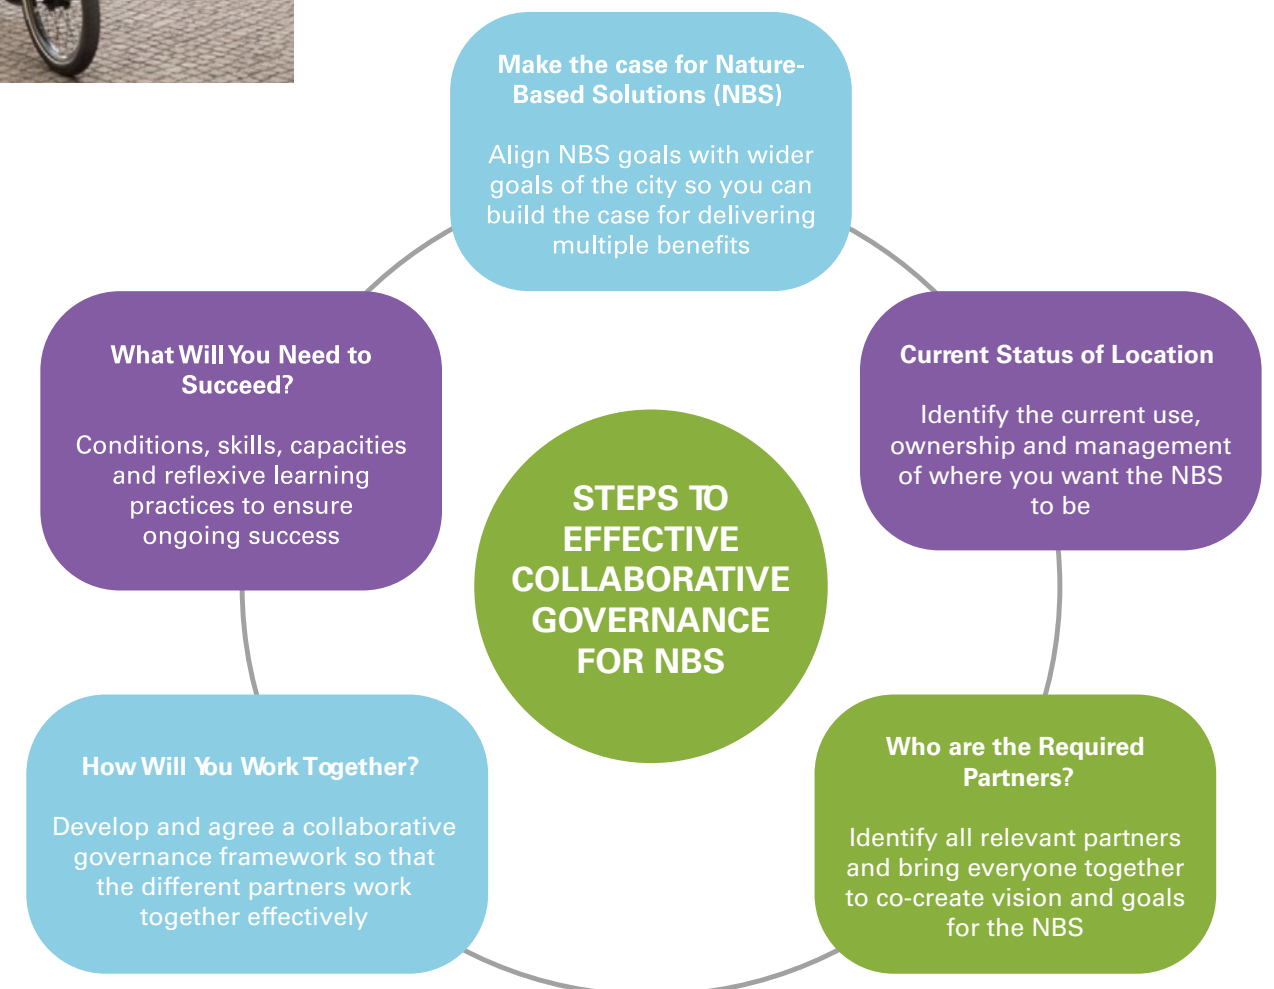 Make the case for Nature-
Based Solutions (NBS)
Align NBS goals with wider
goals of the city so you can
build the case for delivering
multiple benefits
Current Status of Location
Identify the current use,
ownership and management
of where you want the NBS
to be
Who are the Required
Partners?
Identify all relevant partners
and bring everyone together
to co-create vision and goals
for the NBS
How Will You Work Together?
Develop and agree a collaborative
governance framework so that
the different partners work
together effectively
What Will You Need to
Succeed?
Conditions, skills, capacities
and reflexive learning
practices to ensure
ongoing success
STEPS TO
EFFECTIVE
COLLABORATIVE
GOVERNANCE
FOR NBS